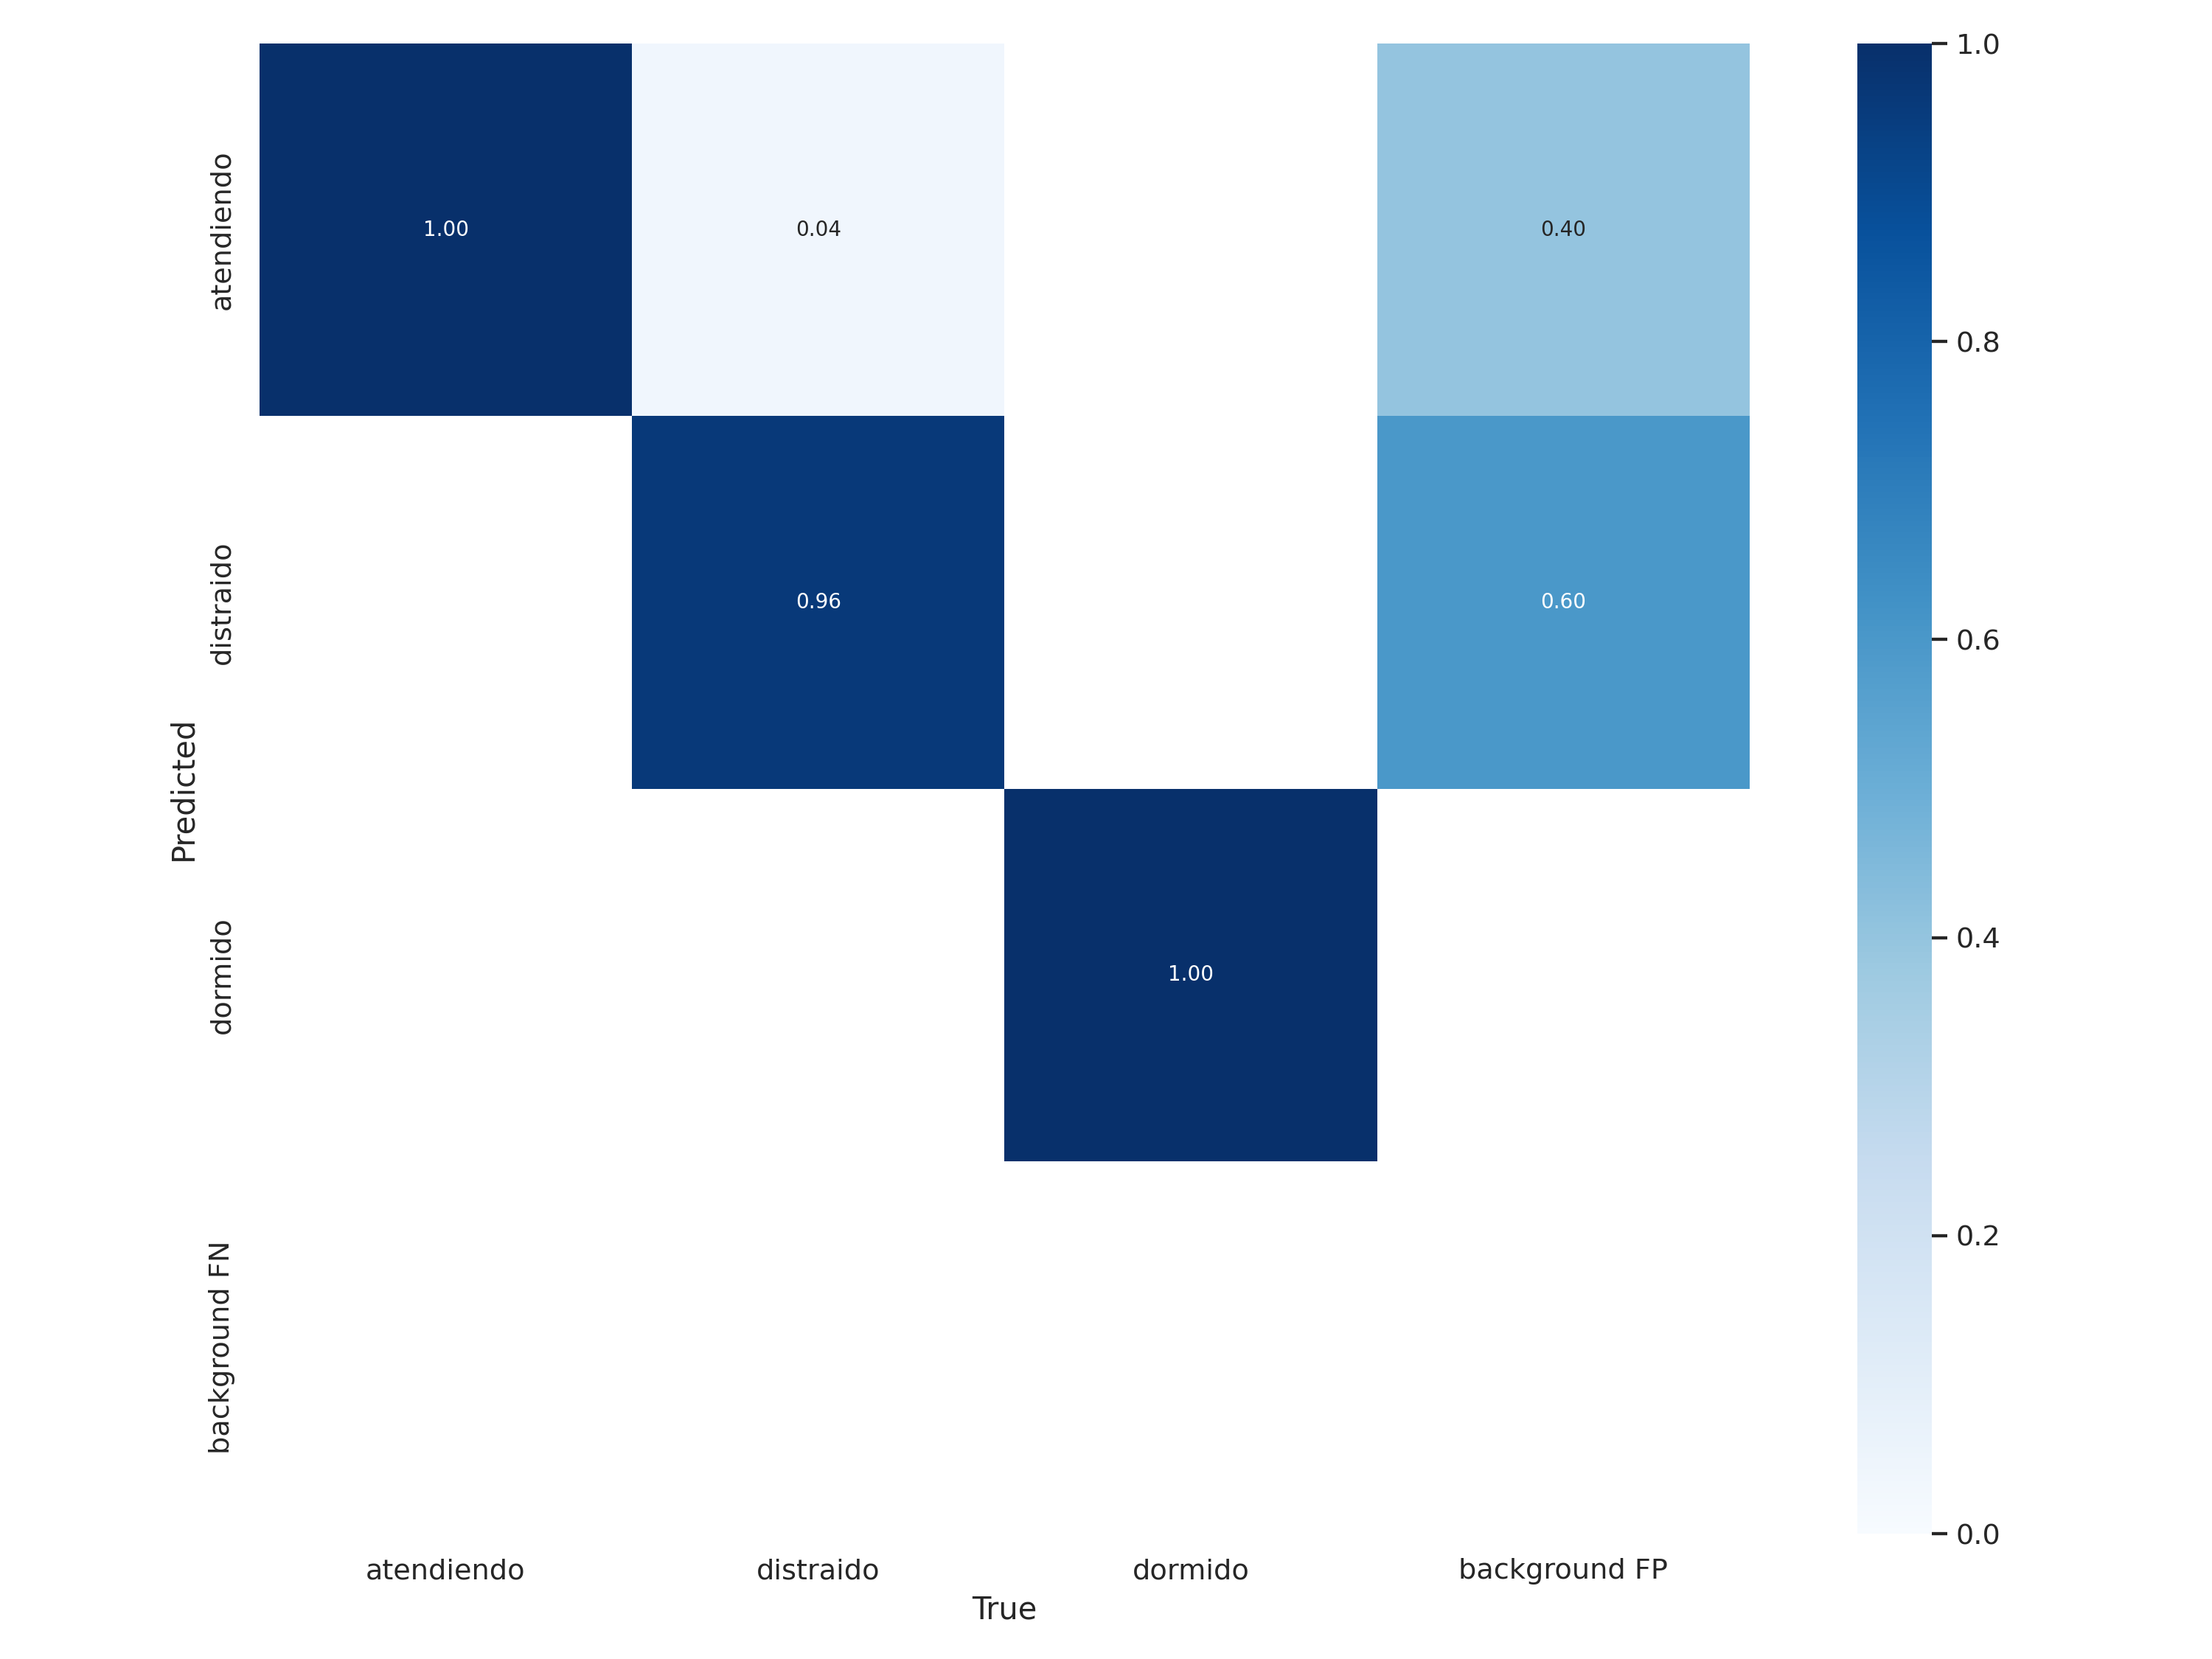 1.00 0.04 0.40
0.96 0.60
1.00
atendiendo
distraido
dormido
background FN
Predicted
atendiendo distraido dormido background FP
True
1.0
0.8
0.6
0.4
0.2
0.0